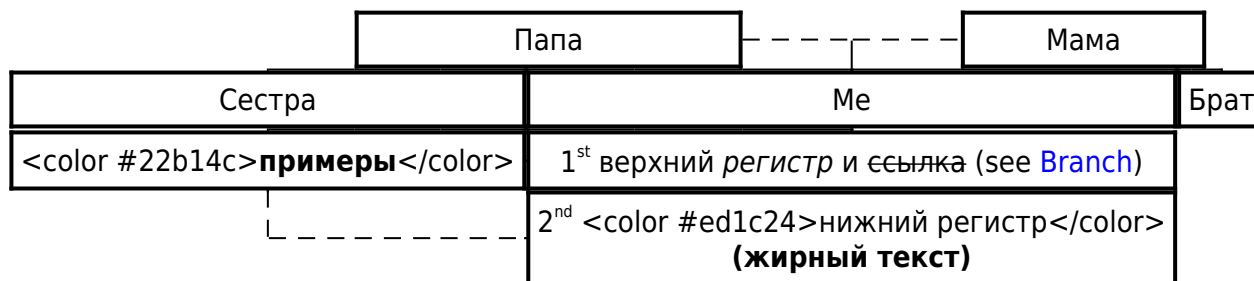 Папа
Мама
Сестра
Ме
Брат
<color #22b14c>примеры</color>
1st верхний регистр и ссылка (see Branch)
2nd <color #ed1c24>нижний регистр</color>
(жирный текст)